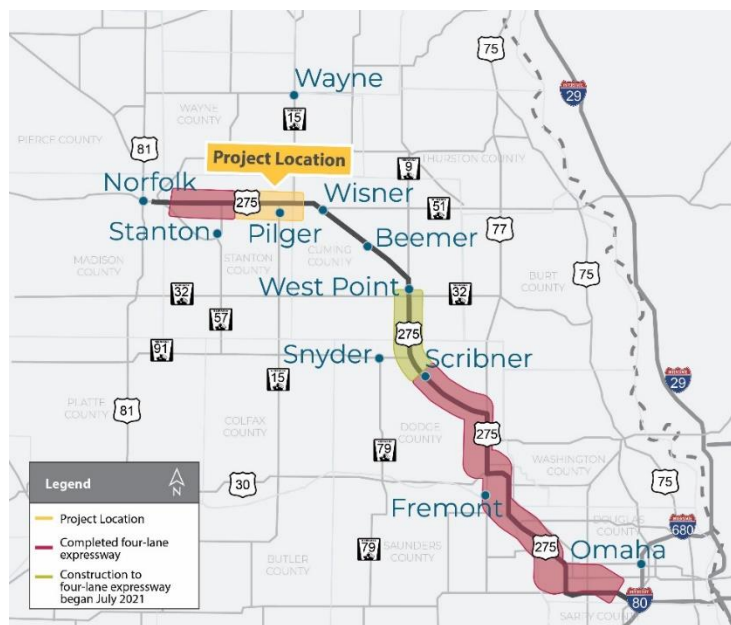 75
29
Wayne
WAYNE
COUNTY
15
PIERCE COUNTY
81
Project Location
9
THURSTON COUNTY
Norfolk
275
Wisner
51
Stanton
Pilger
77
STANTON
COUNTY
CUMING
COUNTY
Beemer
MADISON
COUNTY
BURT
COUNTY
75
32
West Point
32
57
275
91
Snyder
Scribner
29
15
PLATTE
COUNTY
81
COLFAX
COUNTY
DODGE
COUNTY
79
275
WASHINGTON
COUNTY
Legend
N
30
Fremont
75
Project Location
Completed four-lane
expressway
Construction to
four-lane expressway
began July 2021
DOUGLAS
COUNTY
680
BUTLER
COUNTY
79
SAUNDERS
COUNTY
275
Omaha
80
SARPY COUNTY